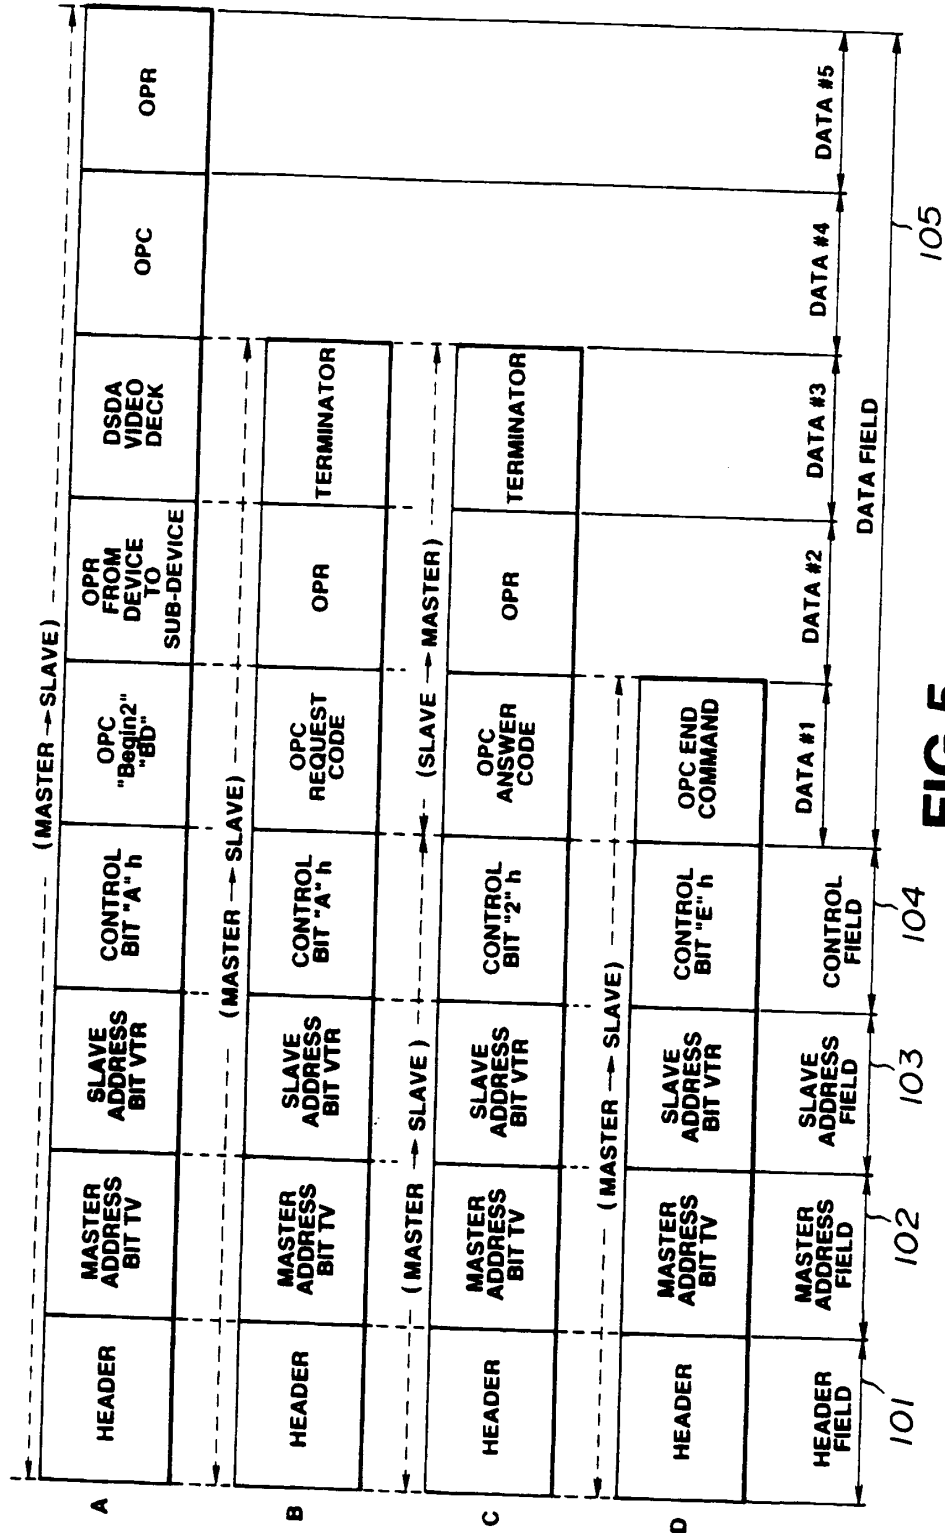 (MASTER → SLAVE)
A
HEADER
MASTER
ADDRESS
BIT TV
SLAVE
ADDRESS
BIT VTR
CONTROL
BIT "A" h
OPC
"Begin2"
"BD"
OPR
FROM
DEVICE
TO
SUB-DEVICE
DSDA
VIDEO
DECK
OPC
OPR
(MASTER → SLAVE)
B
HEADER
MASTER
ADDRESS
BIT TV
SLAVE
ADDRESS
BIT VTR
CONTROL
BIT "A" h
OPC
REQUEST
CODE
OPR
TERMINATOR
(MASTER → SLAVE)
(SLAVE → MASTER)
C
HEADER
MASTER
ADDRESS
BIT TV
SLAVE
ADDRESS
BIT VTR
CONTROL
BIT "2" h
OPC
ANSWER
CODE
OPR
TERMINATOR
(MASTER → SLAVE)
D
HEADER
MASTER
ADDRESS
BIT TV
SLAVE
ADDRESS
BIT VTR
CONTROL
BIT "E" h
OPC END
COMMAND
HEADER
FIELD
MASTER
ADDRESS
FIELD
SLAVE
ADDRESS
FIELD
CONTROL
FIELD
DATA #1
DATA #2
DATA #3
DATA #4
DATA #5
DATA FIELD
101
102
103
104
105